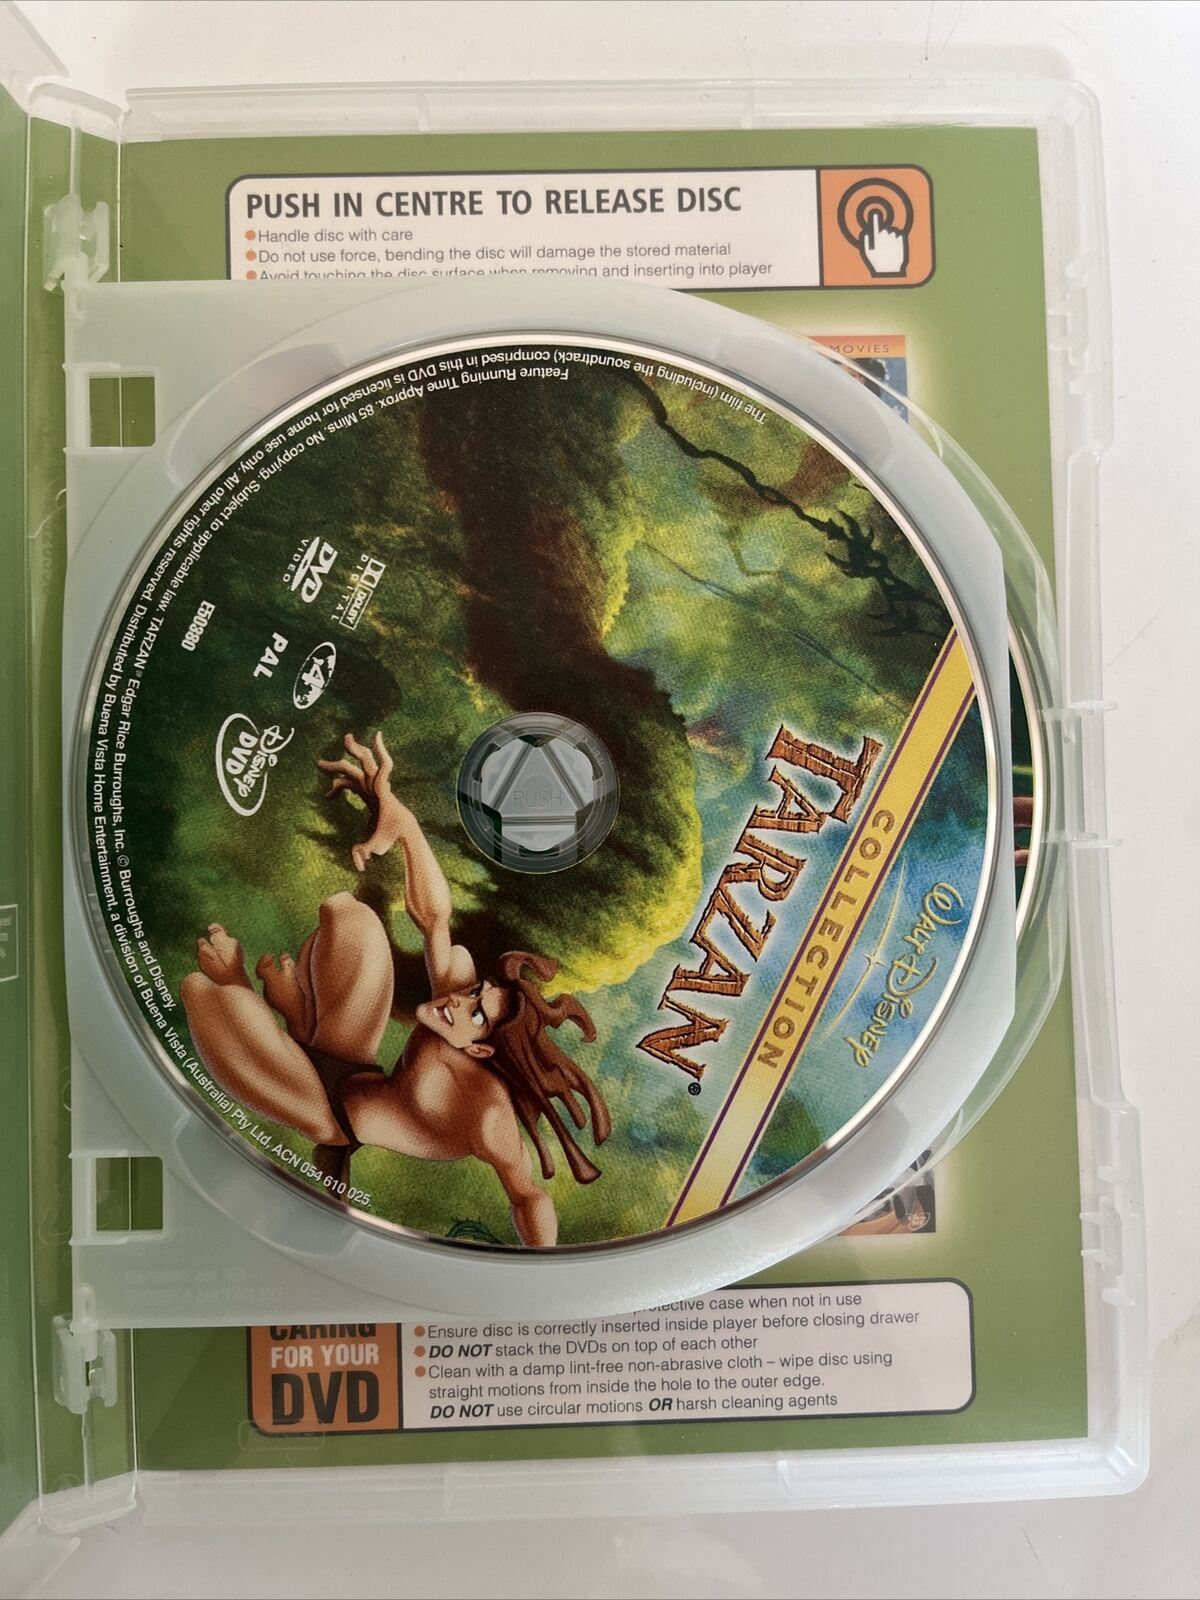 PUSH IN CENTRE TO RELEASE DISC
Handle disc with care
Do not use force, bending the disc will damage the stored material
Avoid touching the disc surface when removing and inserting into player
MOVIES
The film (including the soundtrack) comprised in this DVD is licensed for home use only. All other rights reserved. Distributed by Buena Vista Home Entertainment, a division of Buena Vista (Australia) Pty Ltd, ACN 054 610 025.
Feature Running Time Approx. 85 Mins. No copying. Subject to applicable law. TARZAN® Edgar Rice Burroughs, Inc. © Burroughs and Disney.
DOLBY
DIGITAL
DVD
VIDEO
E50380
PAL
4
Disney
DVD
PUSH
WALT DISNEY
COLLECTION
TARZAN®
protective case when not in use
Ensure disc is correctly inserted inside player before closing drawer
DO NOT stack the DVDs on top of each other
Clean with a damp lint-free non-abrasive cloth – wipe disc using
straight motions from inside the hole to the outer edge.
DO NOT use circular motions OR harsh cleaning agents
CARING
FOR YOUR
DVD